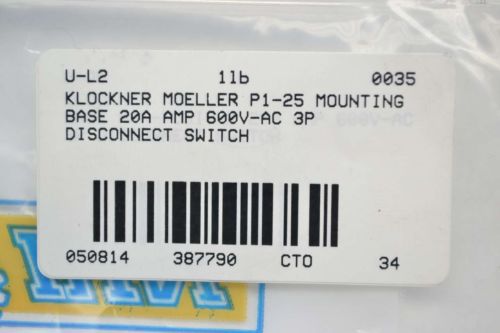 U-L2 1lb 0035
KLOCKNER MOELLER P1-25 MOUNTING
BASE 20A AMP 600V-AC 3P
DISCONNECT SWITCH
050814 387790 CTO 34